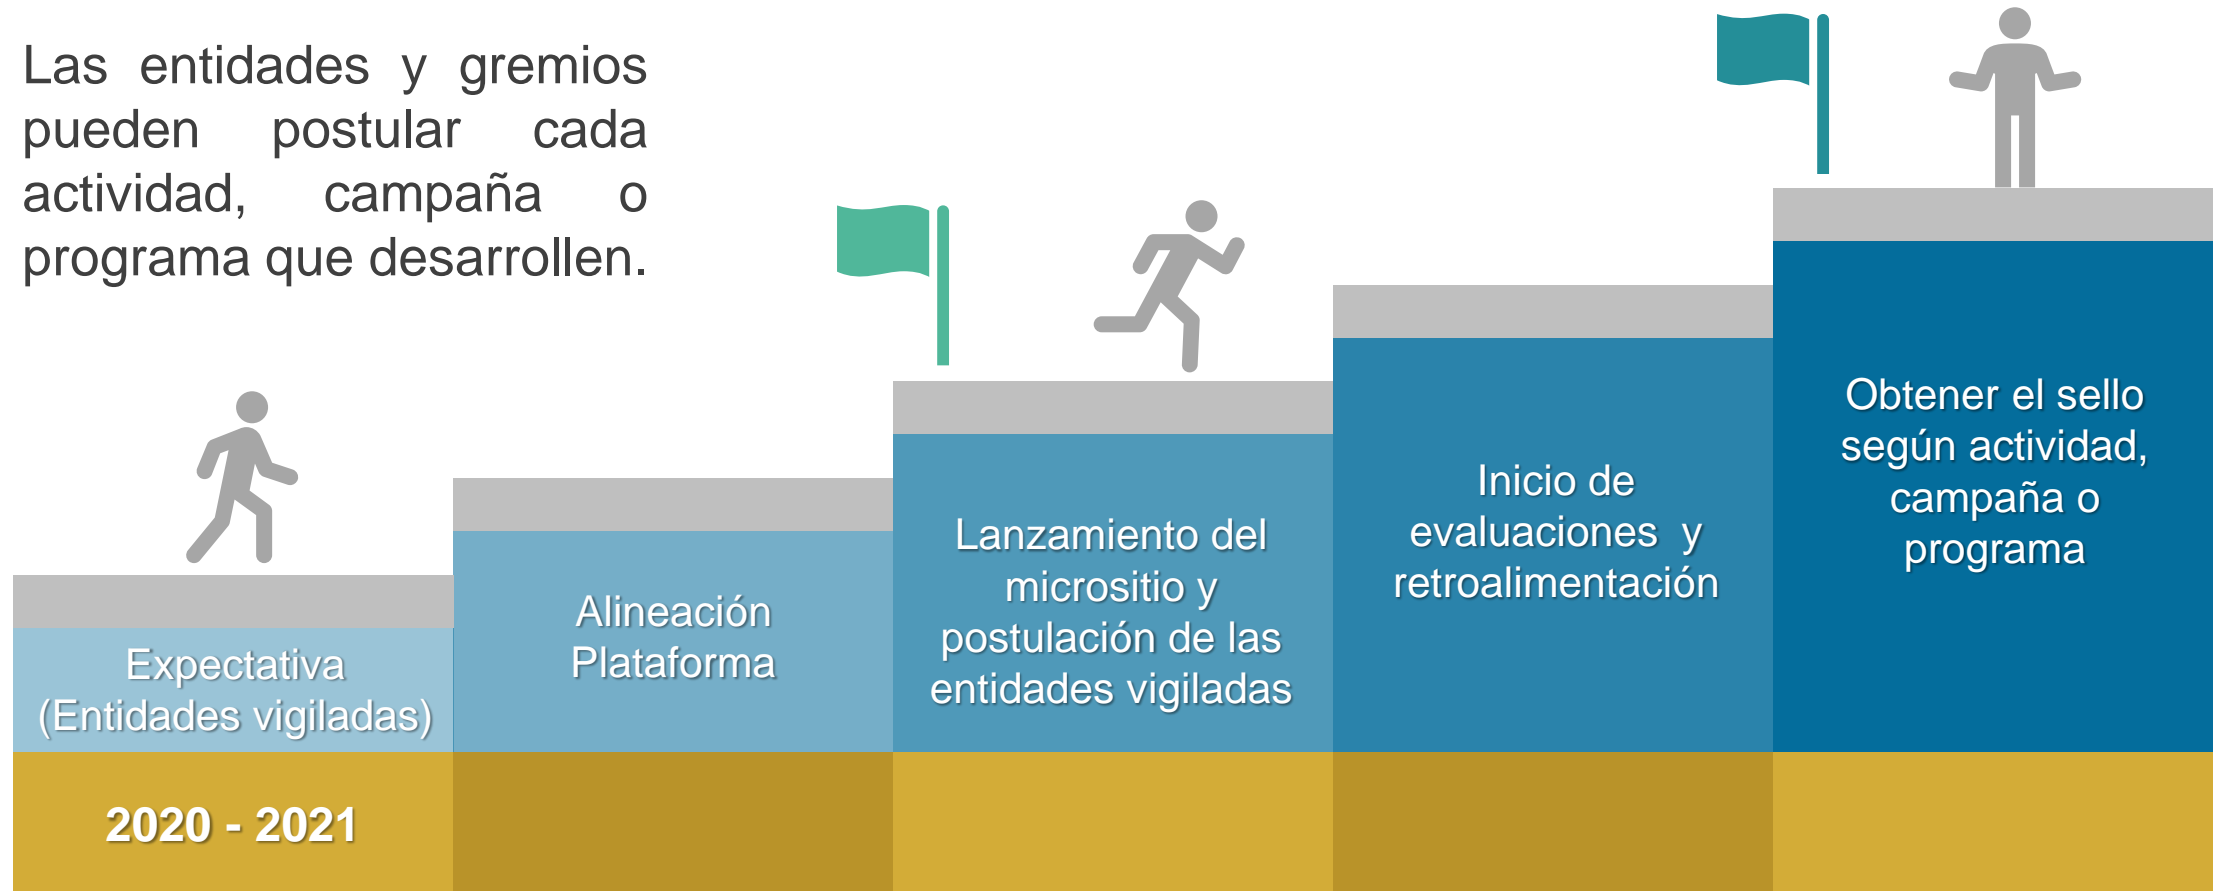 Las entidades y gremios
pueden postular cada
actividad, campaña o
programa que desarrollen.
Expectativa
(Entidades vigiladas)
2020 - 2021
Alineación
Plataforma
Lanzamiento del
micrositio y
postulación de las
entidades vigiladas
Inicio de
evaluaciones y
retroalimentación
Obtener el sello
según actividad,
campaña o
programa